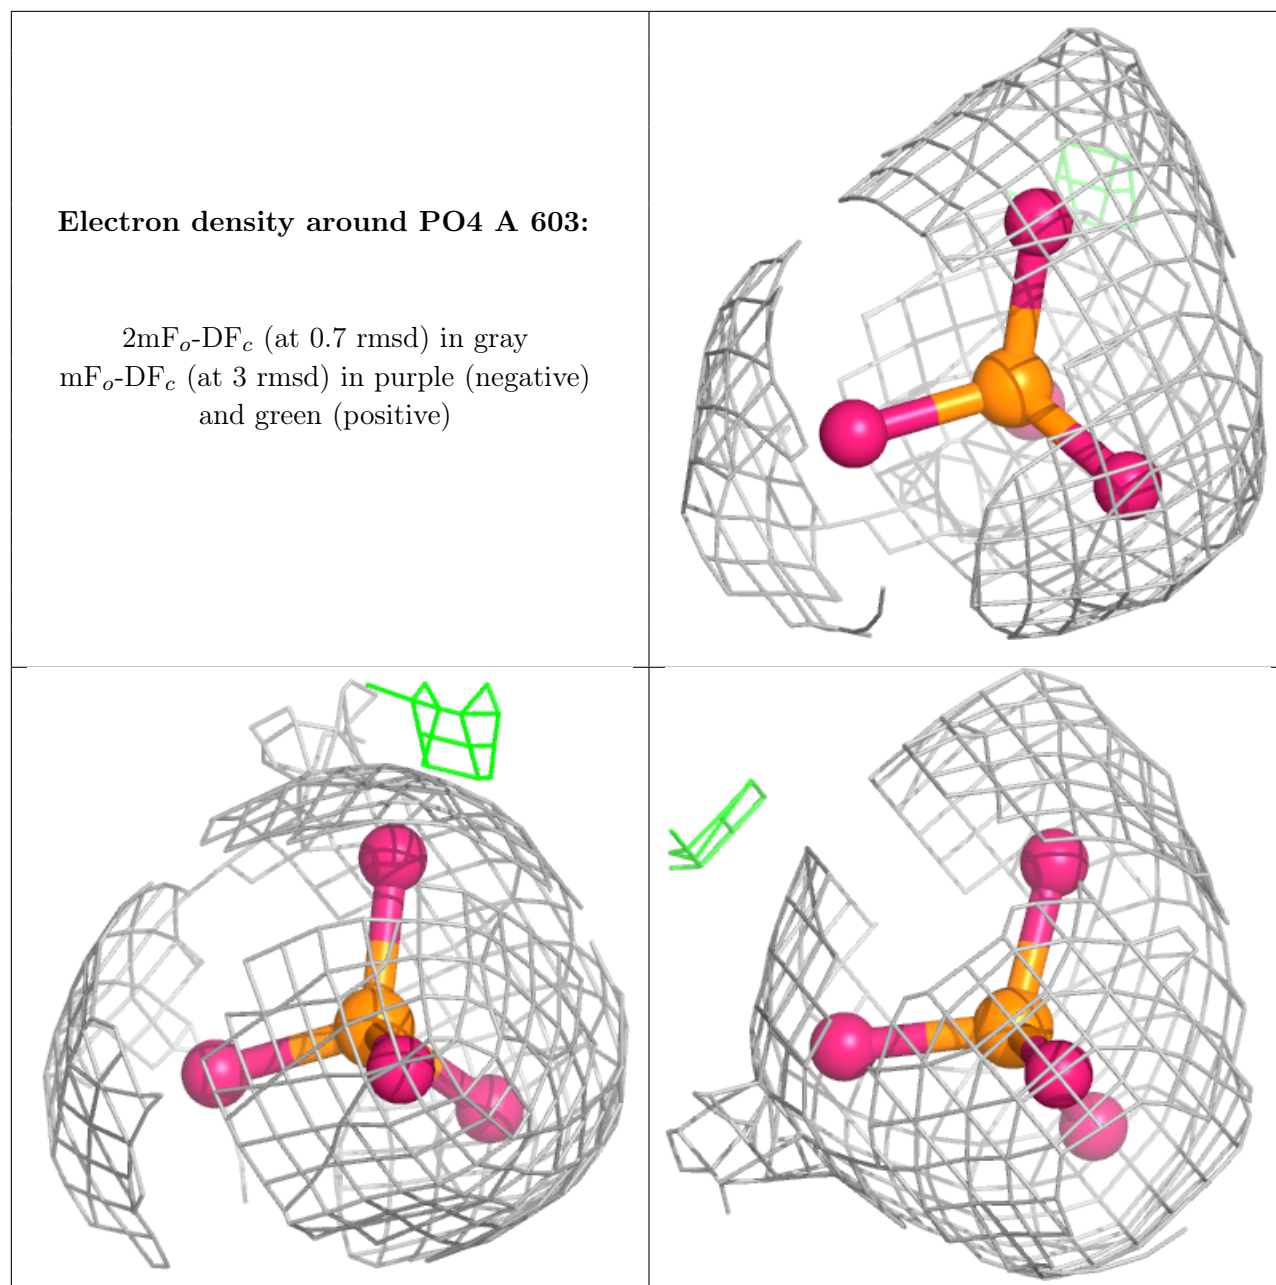 Electron density around PO4 A 603:
2mFo-DFc (at 0.7 rmsd) in gray
mFo-DFc (at 3 rmsd) in purple (negative)
and green (positive)